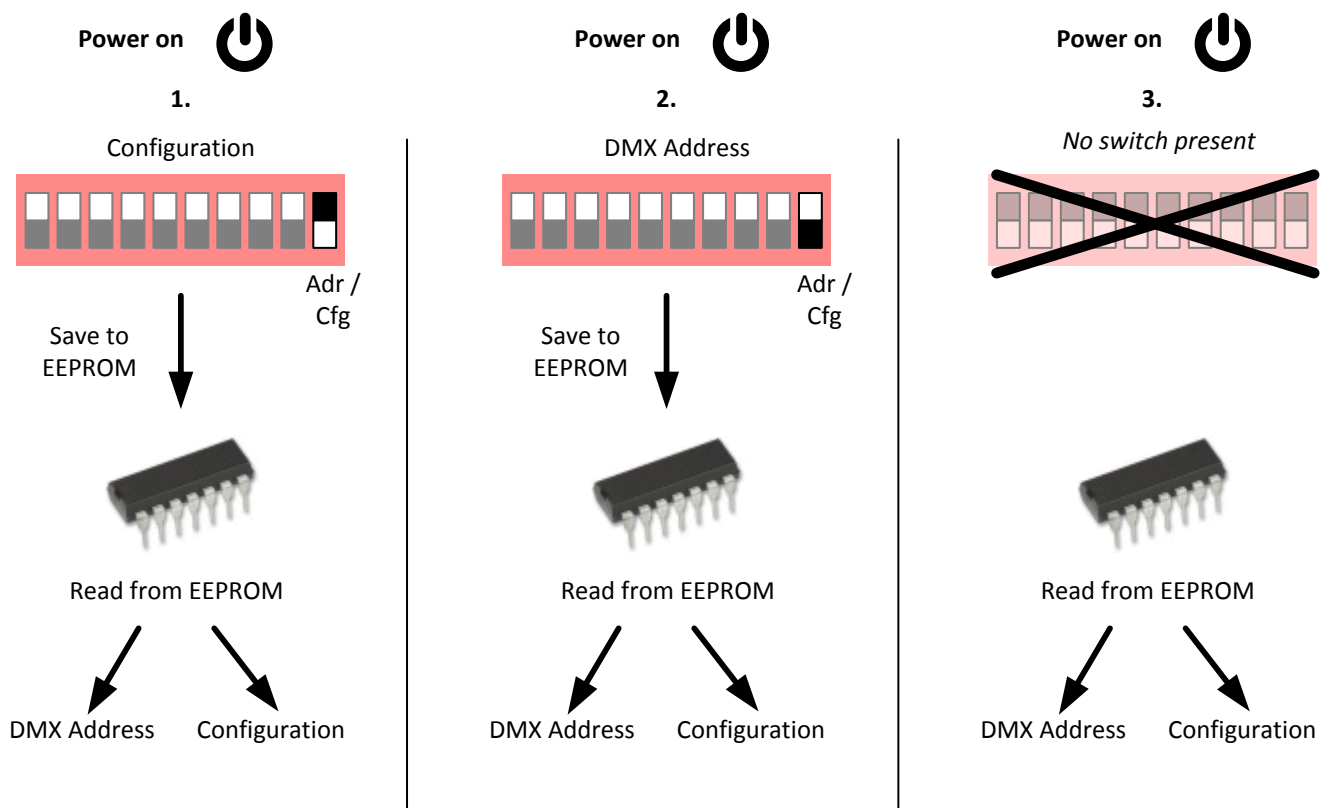 Power on
1.
Configuration
Adr /
Cfg
Save to
EEPROM
Read from EEPROM
DMX Address
Configuration
Power on
2.
DMX Address
Adr /
Cfg
Save to
EEPROM
Read from EEPROM
DMX Address
Configuration
Power on
3.
No switch present
Read from EEPROM
DMX Address
Configuration